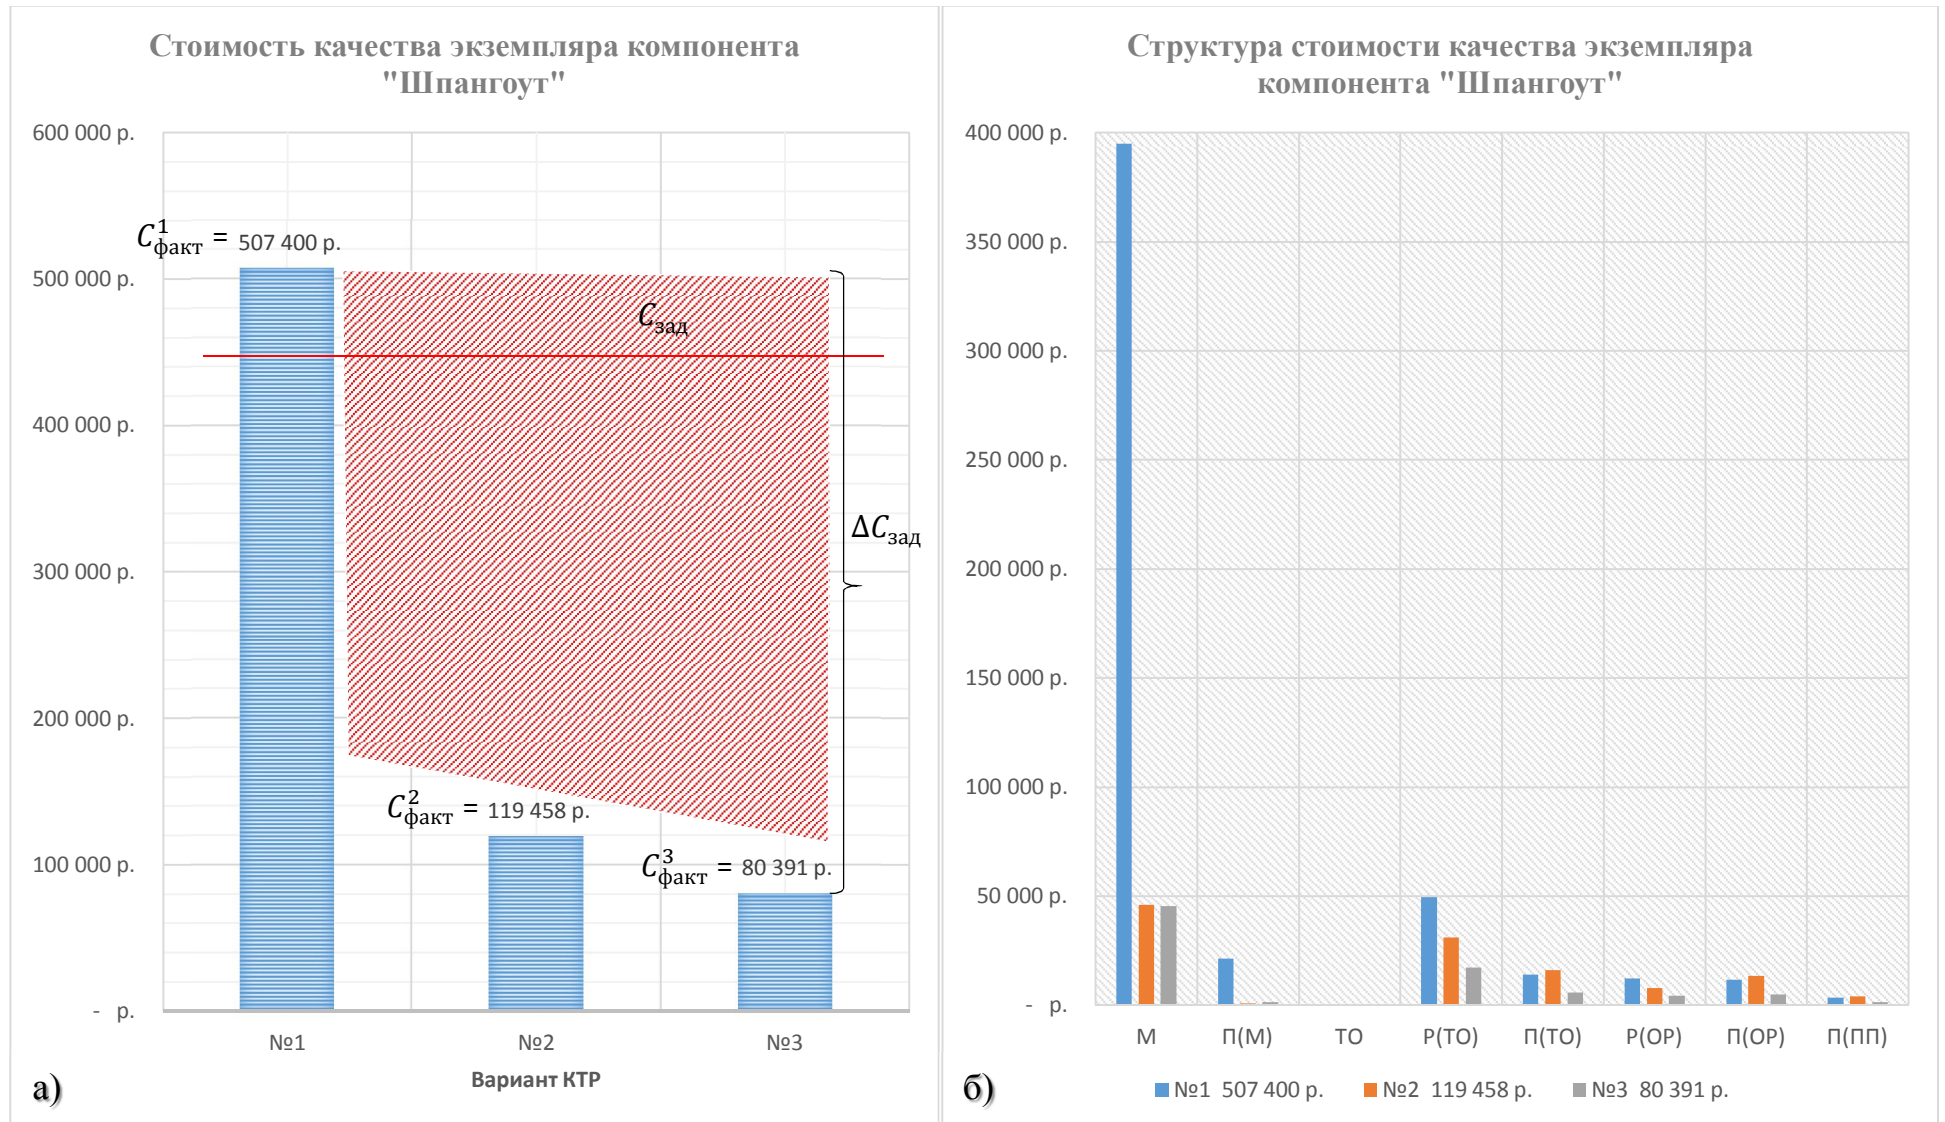 Стоимость качества экземпляра компонента
"Шпангоут"
600 000 р.
500 000 р.
400 000 р.
300 000 р.
200 000 р.
100 000 р.
- р.
C¹факт = 507 400 р.
Cзад
ΔCзад
C²факт = 119 458 р.
C³факт = 80 391 р.
№1 №2 №3
Вариант КТР
а)
Структура стоимости качества экземпляра
компонента "Шпангоут"
400 000 р.
350 000 р.
300 000 р.
250 000 р.
200 000 р.
150 000 р.
100 000 р.
50 000 р.
- р.
М П(М) ТО Р(ТО) П(ТО) Р(ОР) П(ОР) П(ПП)
№1 507 400 р. №2 119 458 р. №3 80 391 р.
б)